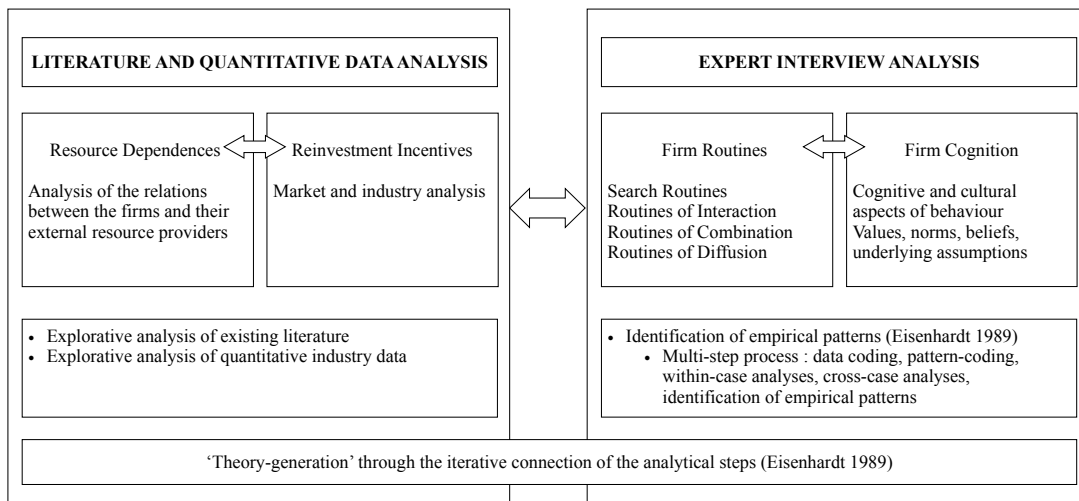 LITERATURE AND QUANTITATIVE DATA ANALYSIS
Resource Dependences
Analysis of the relations
between the firms and their
external resource providers
Reinvestment Incentives
Market and industry analysis
• Explorative analysis of existing literature
• Explorative analysis of quantitative industry data
EXPERT INTERVIEW ANALYSIS
Firm Routines
Search Routines
Routines of Interaction
Routines of Combination
Routines of Diffusion
Firm Cognition
Cognitive and cultural
aspects of behaviour
Values, norms, beliefs,
underlying assumptions
• Identification of empirical patterns (Eisenhardt 1989)
• Multi-step process : data coding, pattern-coding,
within-case analyses, cross-case analyses,
identification of empirical patterns
‘Theory-generation’ through the iterative connection of the analytical steps (Eisenhardt 1989)